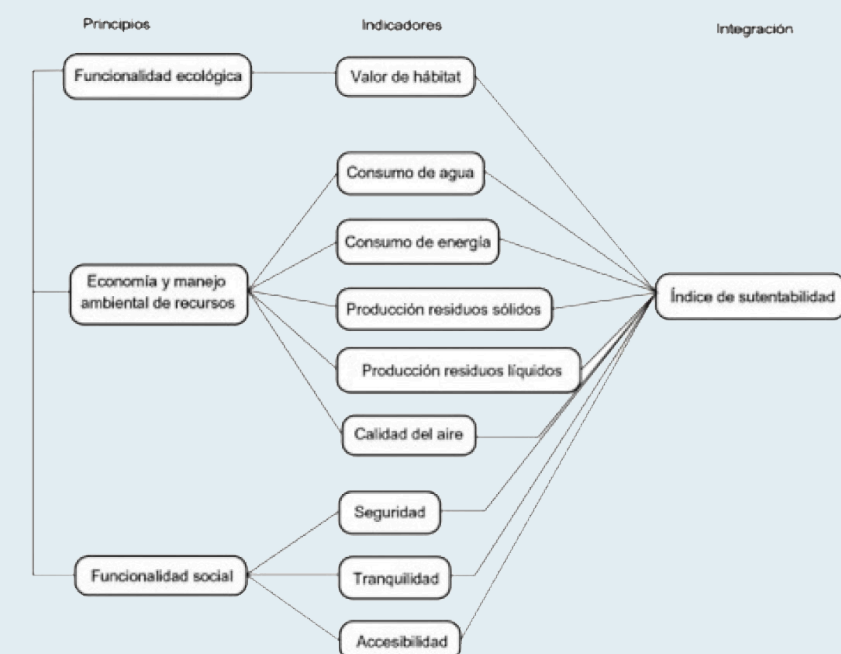 Principios
Indicadores
Integración
Funcionalidad ecológica
Valor de hábitat
Consumo de agua
Consumo de energía
Economía y manejo
ambiental de recursos
Índice de sutentabilidad
Producción residuos sólidos
Producción residuos líquidos
Calidad del aire
Seguridad
Funcionalidad social
Tranquilidad
Accesibilidad